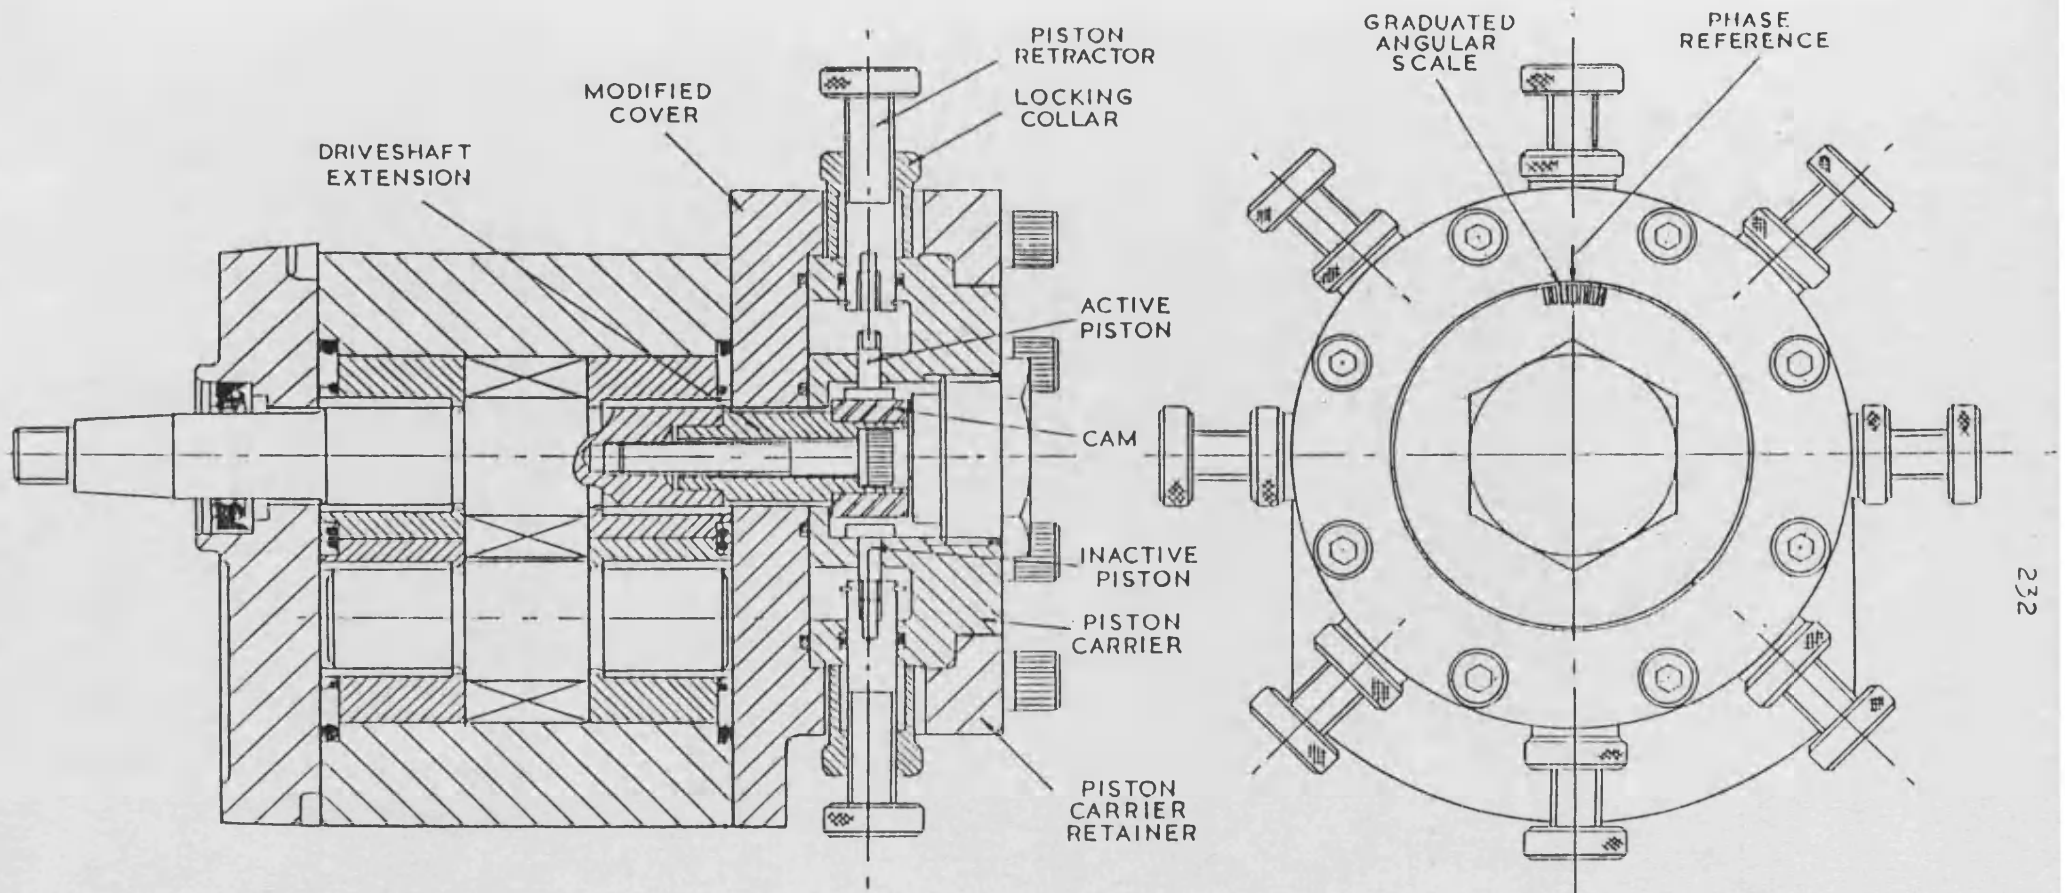 PISTON
RETRACTOR
LOCKING
COLLAR
MODIFIED
COVER
DRIVESHAFT
EXTENSION
ACTIVE
PISTON
CAM
INACTIVE
PISTON
PISTON
CARRIER
PISTON
CARRIER
RETAINER
GRADUATED
ANGULAR
SCALE
PHASE
REFERENCE
232